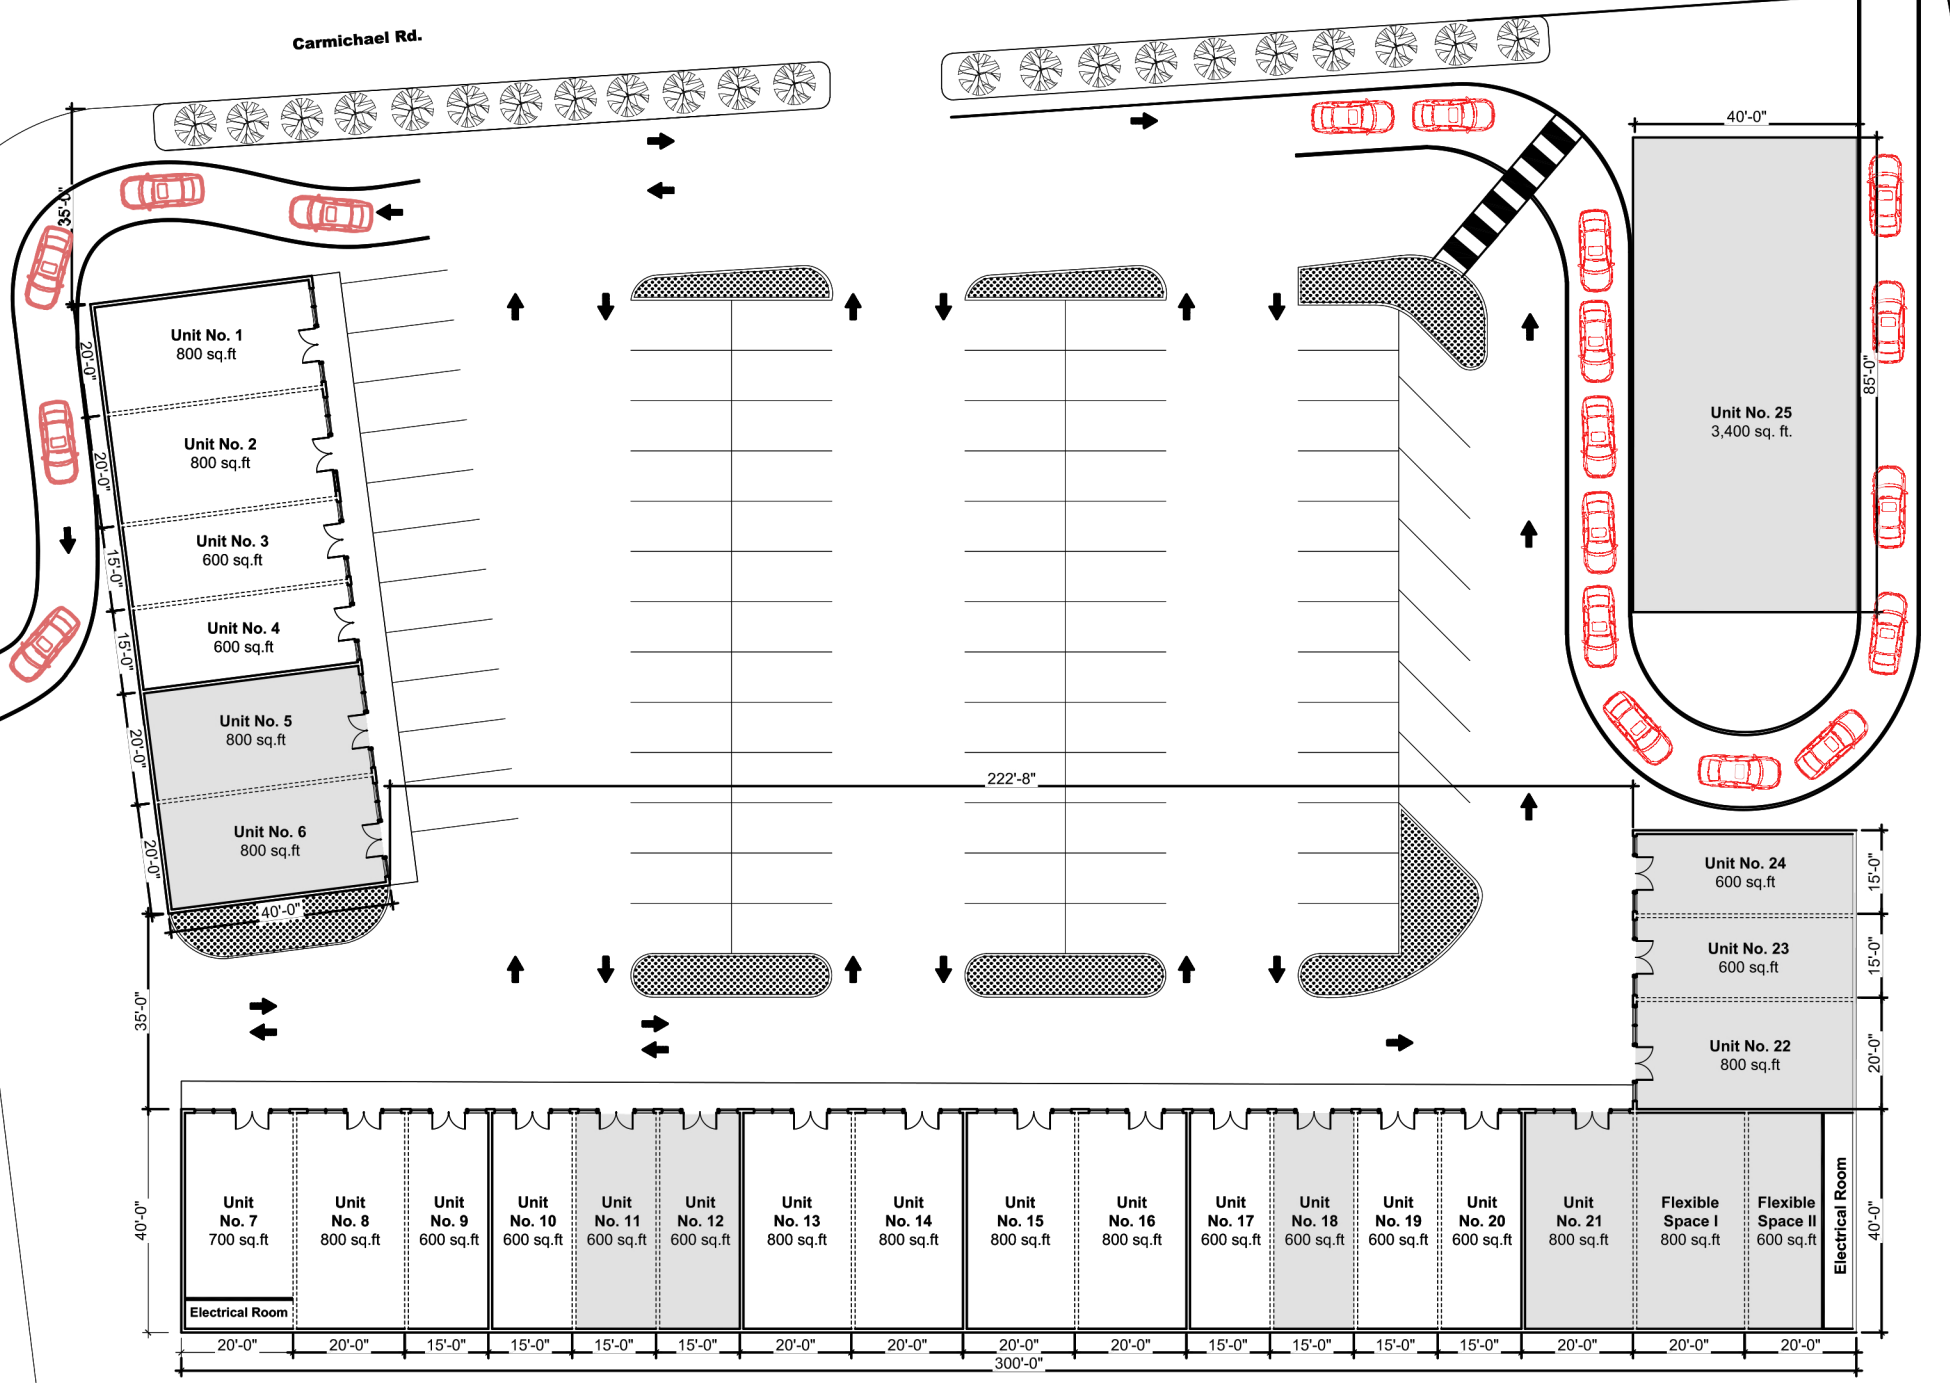 Carmichael Rd.
40'-0"
35'-0"
Unit No. 1
800 sq.ft
20'-0"
Unit No. 2
800 sq.ft
20'-0"
Unit No. 3
600 sq.ft
15'-0"
Unit No. 4
600 sq.ft
15'-0"
Unit No. 5
800 sq.ft
20'-0"
Unit No. 6
800 sq.ft
20'-0"
40'-0"
222'-8"
Unit No. 25
3,400 sq. ft.
85'-0"
Unit No. 24
600 sq.ft
15'-0"
Unit No. 23
600 sq.ft
15'-0"
Unit No. 22
800 sq.ft
20'-0"
35'-0"
40'-0"
Unit
No. 7
700 sq.ft
Electrical Room
Unit
No. 8
800 sq.ft
Unit
No. 9
600 sq.ft
Unit
No. 10
600 sq.ft
Unit
No. 11
600 sq.ft
Unit
No. 12
600 sq.ft
Unit
No. 13
800 sq.ft
Unit
No. 14
800 sq.ft
Unit
No. 15
800 sq.ft
Unit
No. 16
800 sq.ft
Unit
No. 17
600 sq.ft
Unit
No. 18
600 sq.ft
Unit
No. 19
600 sq.ft
Unit
No. 20
600 sq.ft
Unit
No. 21
800 sq.ft
Flexible
Space I
800 sq.ft
Flexible
Space II
600 sq.ft
Electrical Room
40'-0"
20'-0"
20'-0"
15'-0"
15'-0"
15'-0"
15'-0"
20'-0"
20'-0"
20'-0"
20'-0"
15'-0"
15'-0"
15'-0"
15'-0"
20'-0"
20'-0"
20'-0"
300'-0"